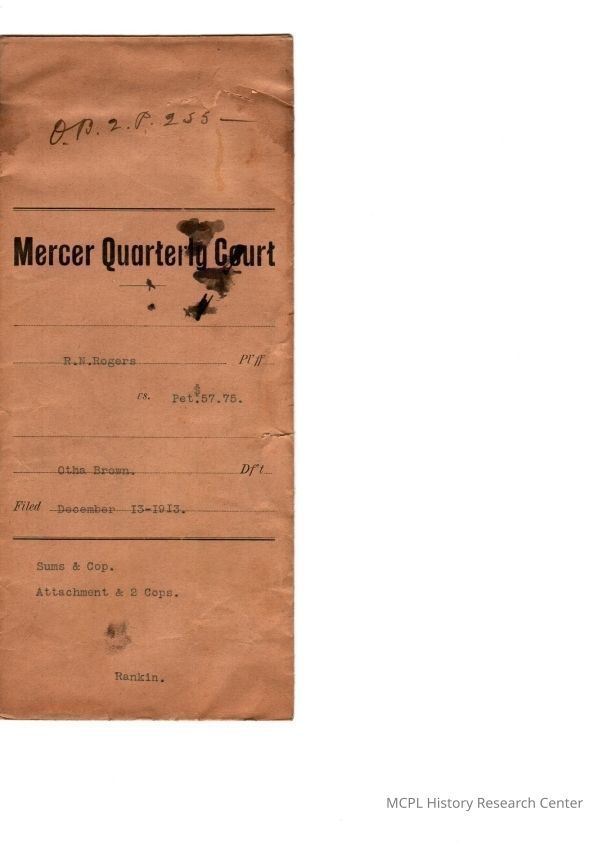 O.B. 2. P. 255 —
Mercer Quarterly Court
R.N.Rogers Pl'ff
vs. Pet.$57.75.
Otha Brown. Df't
Filed December 13-1913.
Sums & Cop.
Attachment & 2 Cops.
Rankin.
MCPL History Research Center